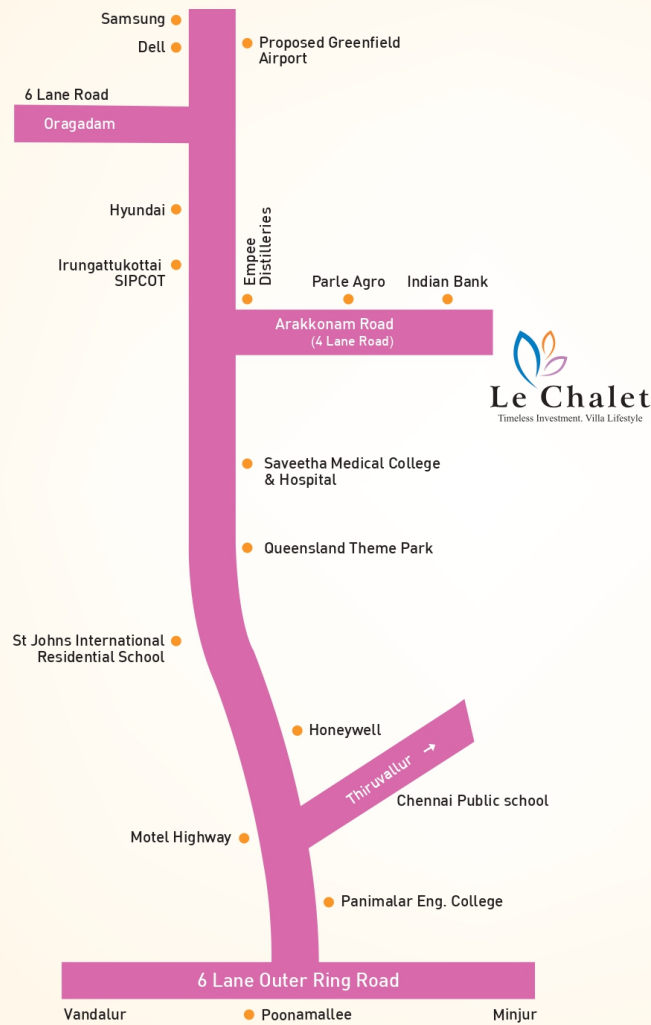 Samsung
Dell
Proposed Greenfield
Airport
6 Lane Road
Oragadam
Hyundai
Irungattukottai
SIPCOT
Empee
Distilleries
Parle Agro
Indian Bank
Arakkonam Road
(4 Lane Road)
Le Chalet
Timeless Investment. Villa Lifestyle
Saveetha Medical College
& Hospital
Queensland Theme Park
St Johns International
Residential School
Honeywell
Thiruvallur →
Chennai Public school
Motel Highway
Panimalar Eng. College
6 Lane Outer Ring Road
Vandalur
Poonamallee
Minjur